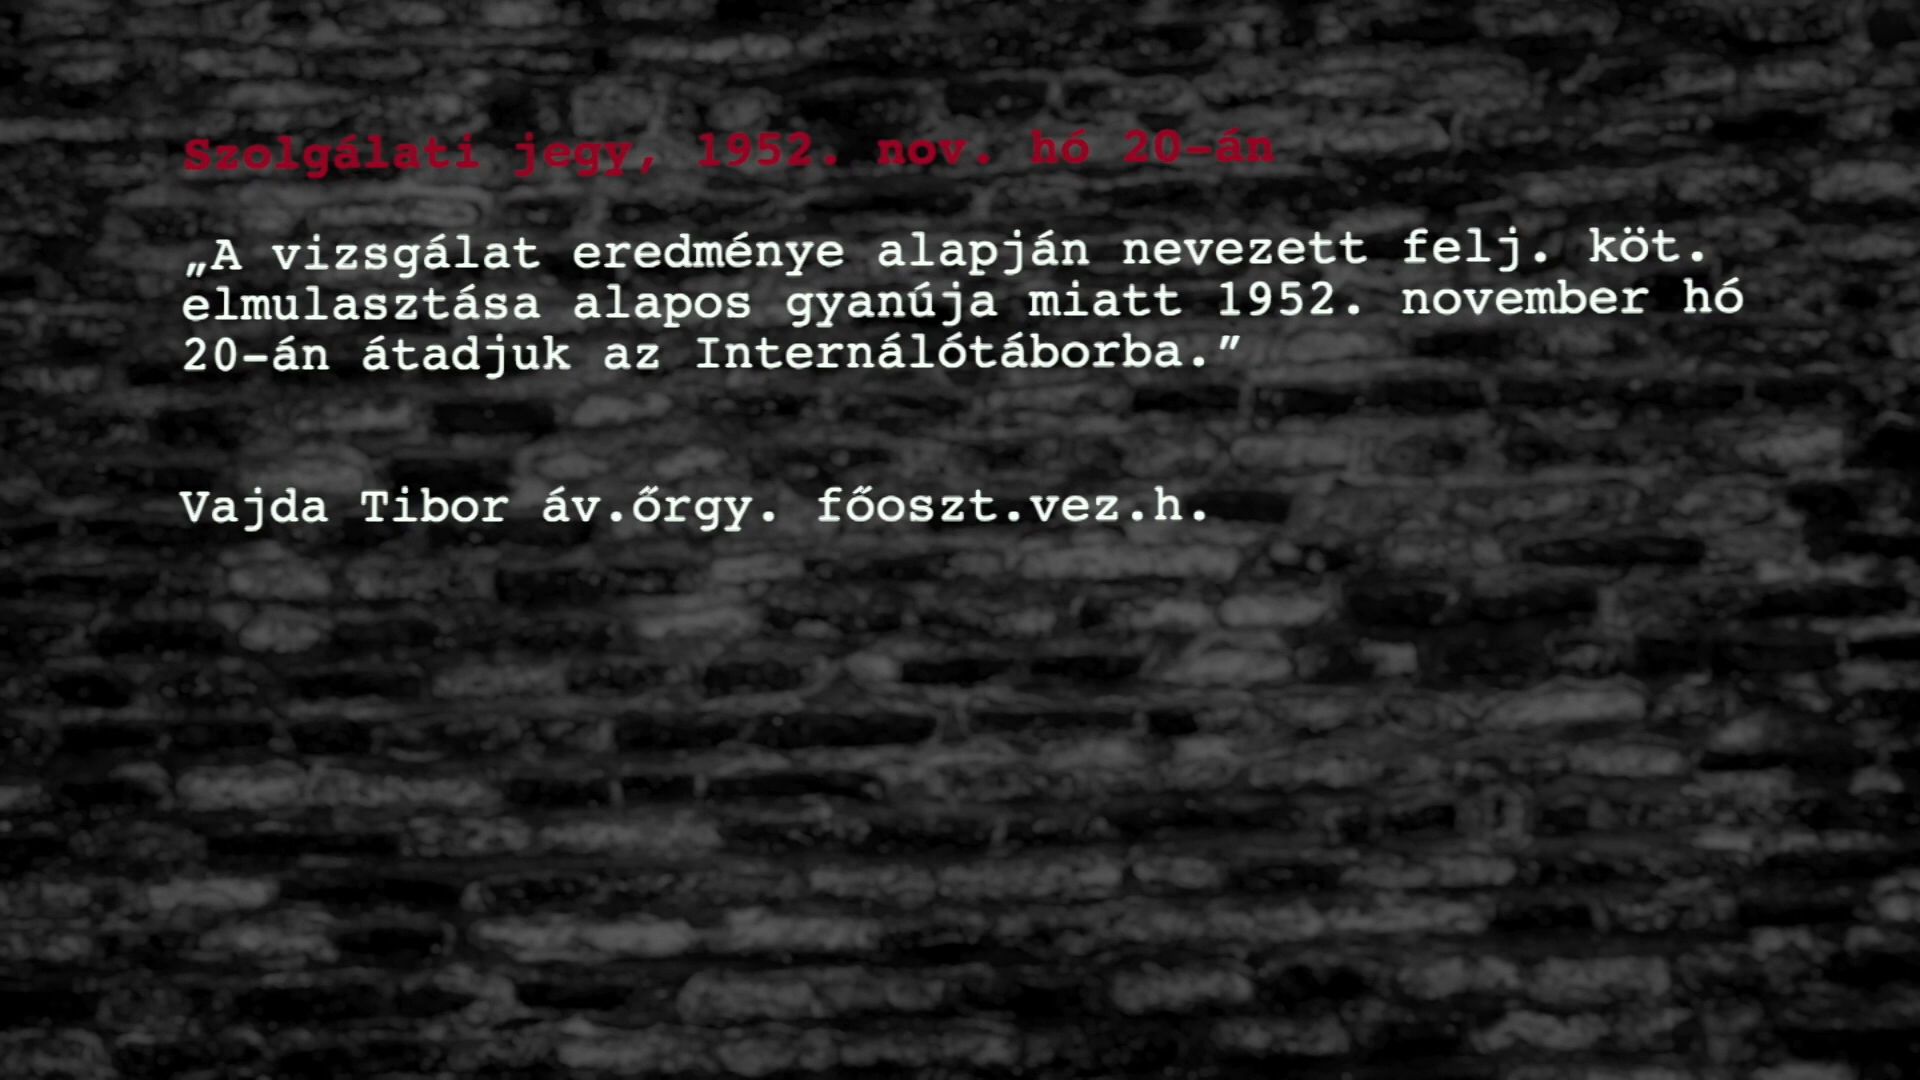 Szolgálati jegy, 1952. nov. hó 20-án
„A vizsgálat eredménye alapján nevezett felj. köt.
elmulasztása alapos gyanúja miatt 1952. november hó
20-án átadjuk az Internálótáborba.”
Vajda Tibor áv.őrgy. főoszt.vez.h.